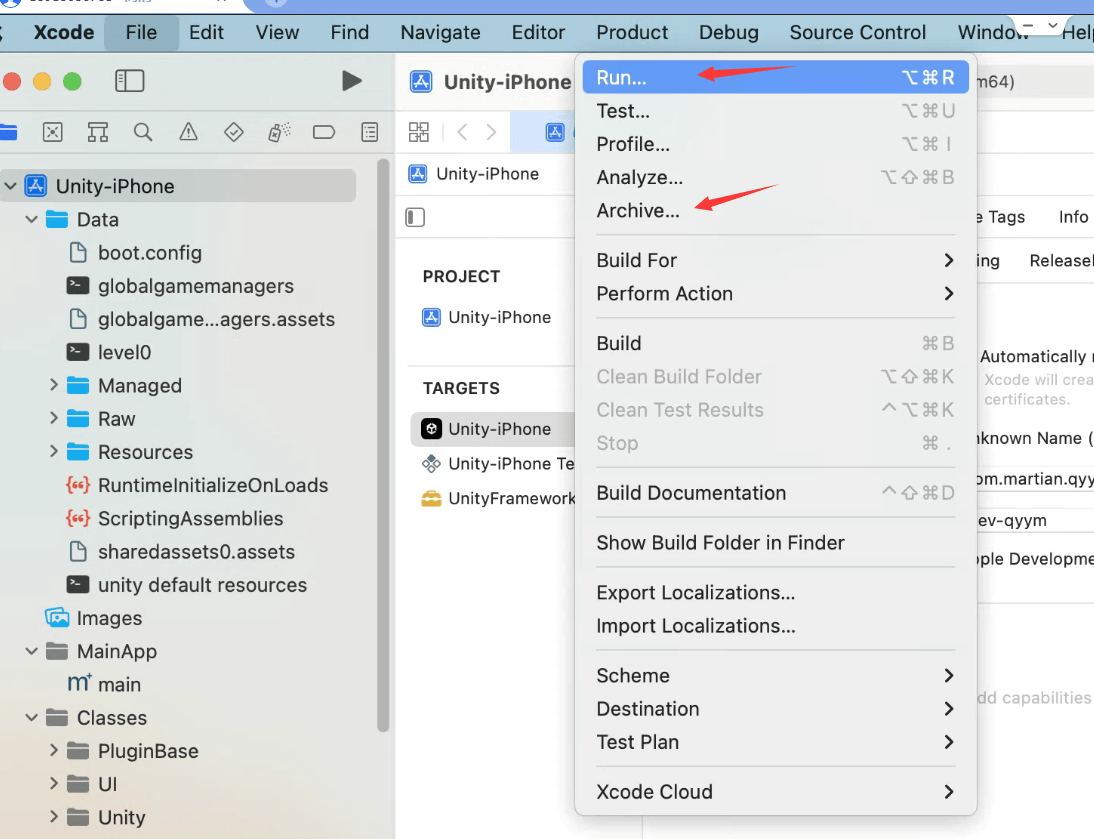 Xcode File Edit View Find Navigate Editor Product Debug Source Control Window Help
Unity-iPhone
m64)
Unity-iPhone
Unity-iPhone
Data
boot.config
globalgamemanagers
globalgame...agers.assets
level0
Managed
Raw
Resources
RuntimeInitializeOnLoads
ScriptingAssemblies
sharedassets0.assets
unity default resources
Images
MainApp
main
Classes
PluginBase
UI
Unity
PROJECT
Unity-iPhone
TARGETS
Unity-iPhone
Unity-iPhone Te
UnityFramework
Run... ⌥⌘R
Test... ⌥⌘U
Profile... ⌥⌘I
Analyze... ⌥⇧⌘B
Archive...
Build For
Perform Action
Build ⌘B
Clean Build Folder ⌥⇧⌘K
Clean Test Results ^⌥⌘K
Stop ⌘.
Build Documentation ^⇧⌘D
Show Build Folder in Finder
Export Localizations...
Import Localizations...
Scheme
Destination
Test Plan
Xcode Cloud
e Tags Info
ing Release
Automatically
Xcode will crea
certificates.
nknown Name (
om.martian.qyy
ev-qyym
ple Developme
dd capabilities